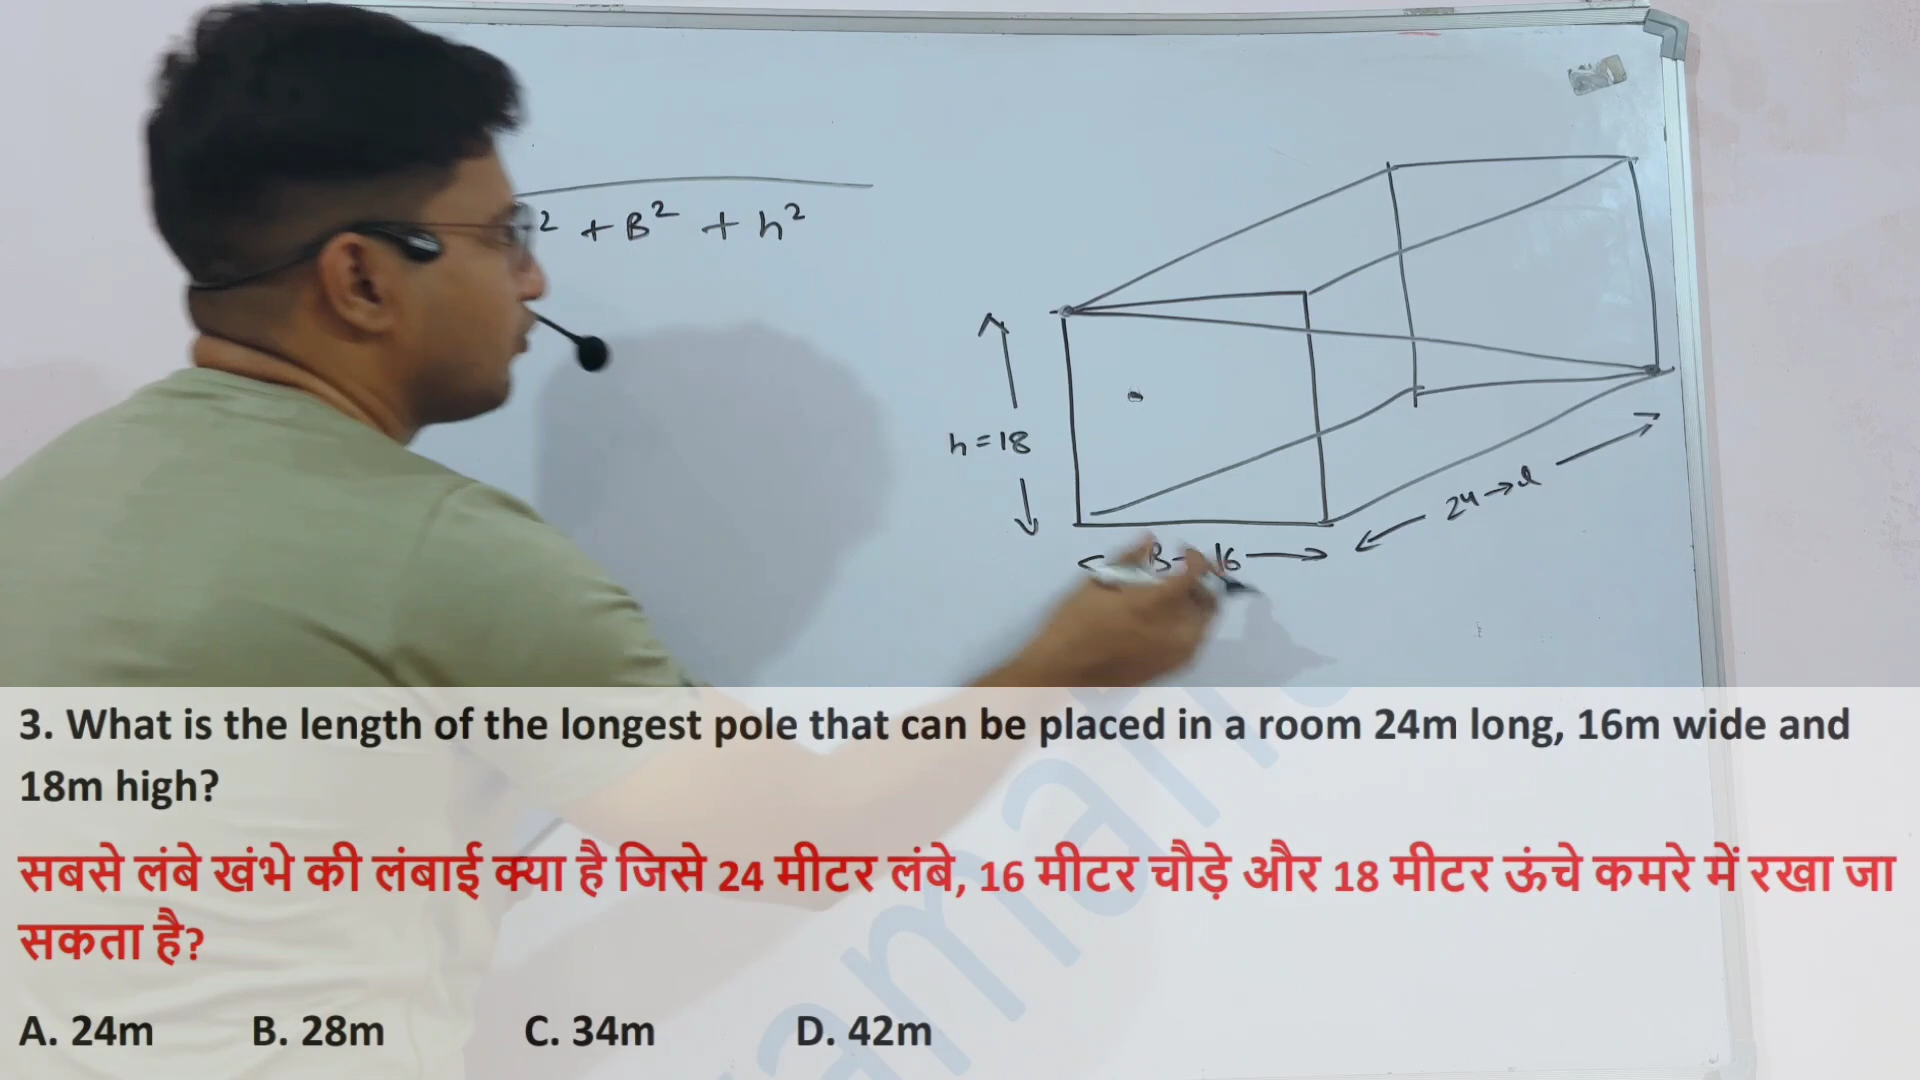 ² + B² + h²
h = 18
24 → l
B → 16
3. What is the length of the longest pole that can be placed in a room 24m long, 16m wide and
18m high?
सबसे लंबे खंभे की लंबाई क्या है जिसे 24 मीटर लंबे, 16 मीटर चौड़े और 18 मीटर ऊंचे कमरे में रखा जा
सकता है?
A. 24m B. 28m C. 34m D. 42m